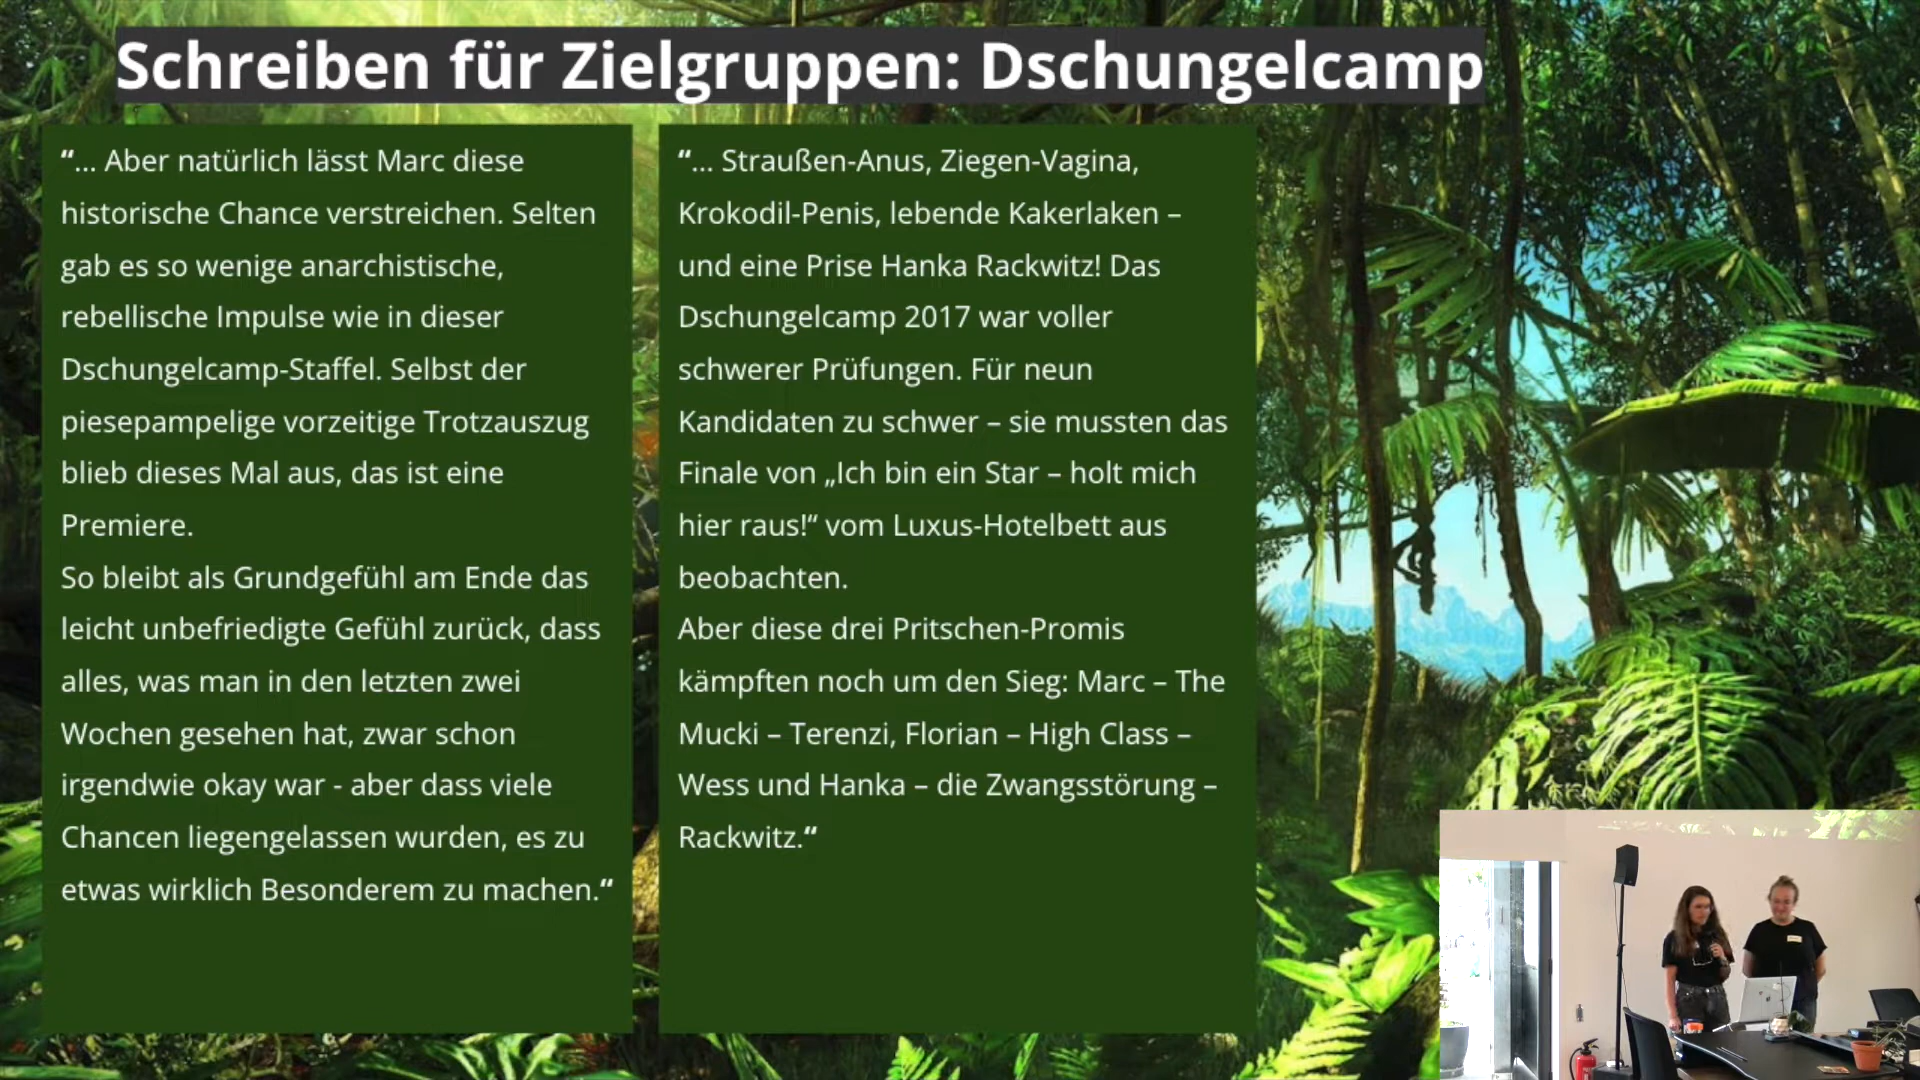 Schreiben für Zielgruppen: Dschungelcamp
“... Aber natürlich lässt Marc diese
historische Chance verstreichen. Selten
gab es so wenige anarchistische,
rebellische Impulse wie in dieser
Dschungelcamp-Staffel. Selbst der
piesepampelige vorzeitige Trotzauszug
blieb dieses Mal aus, das ist eine
Premiere.
So bleibt als Grundgefühl am Ende das
leicht unbefriedigte Gefühl zurück, dass
alles, was man in den letzten zwei
Wochen gesehen hat, zwar schon
irgendwie okay war - aber dass viele
Chancen liegengelassen wurden, es zu
etwas wirklich Besonderem zu machen.“
“... Straußen-Anus, Ziegen-Vagina,
Krokodil-Penis, lebende Kakerlaken –
und eine Prise Hanka Rackwitz! Das
Dschungelcamp 2017 war voller
schwerer Prüfungen. Für neun
Kandidaten zu schwer – sie mussten das
Finale von „Ich bin ein Star – holt mich
hier raus!“ vom Luxus-Hotelbett aus
beobachten.
Aber diese drei Pritschen-Promis
kämpften noch um den Sieg: Marc – The
Mucki – Terenzi, Florian – High Class –
Wess und Hanka – die Zwangsstörung –
Rackwitz.“